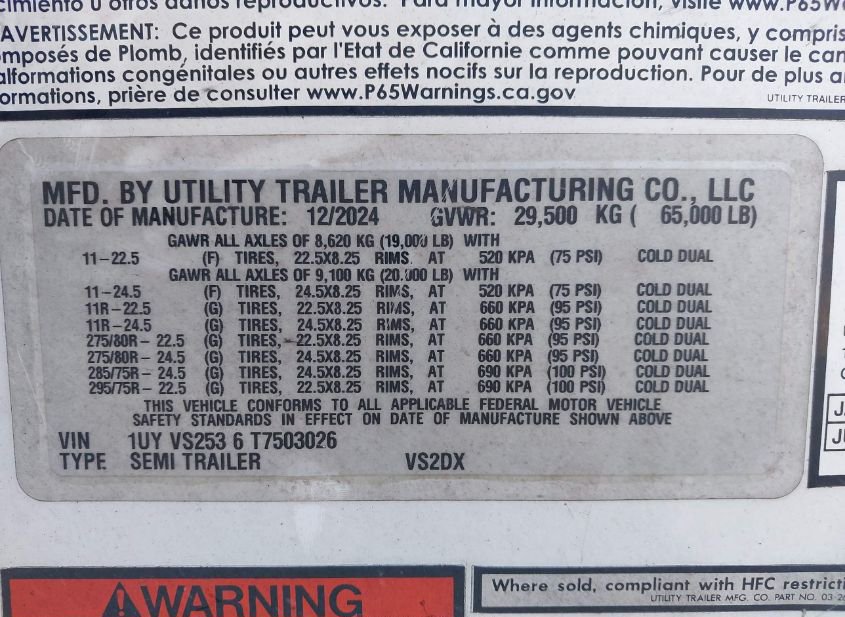 u otros daños reproductivos. Para mayor información, visite www.P65W
AVERTISSEMENT: Ce produit peut vous exposer à des agents chimiques, y compris
mposés de Plomb, identifiés par l'Etat de Californie comme pouvant causer le can
alformations congénitales ou autres effets nocifs sur la reproduction. Pour de plus a
ormations, prière de consulter www.P65Warnings.ca.gov
UTILITY TRAILER
MFD. BY UTILITY TRAILER MANUFACTURING CO., LLC
DATE OF MANUFACTURE: 12/2024 GVWR: 29,500 KG ( 65,000 LB)
GAWR ALL AXLES OF 8,620 KG (19,000 LB) WITH
11-22.5 (F) TIRES, 22.5X8.25 RIMS, AT 520 KPA (75 PSI) COLD DUAL
GAWR ALL AXLES OF 9,100 KG (20,000 LB) WITH
11-24.5 (F) TIRES, 24.5X8.25 RIMS, AT 520 KPA (75 PSI) COLD DUAL
11R-22.5 (G) TIRES, 22.5X8.25 RIMS, AT 660 KPA (95 PSI) COLD DUAL
11R-24.5 (G) TIRES, 24.5X8.25 RIMS, AT 660 KPA (95 PSI) COLD DUAL
275/80R- 22.5 (G) TIRES, 22.5X8.25 RIMS, AT 660 KPA (95 PSI) COLD DUAL
275/80R- 24.5 (G) TIRES, 24.5X8.25 RIMS, AT 660 KPA (95 PSI) COLD DUAL
285/75R- 24.5 (G) TIRES, 24.5X8.25 RIMS, AT 690 KPA (100 PSI) COLD DUAL
295/75R- 22.5 (G) TIRES, 22.5X8.25 RIMS, AT 690 KPA (100 PSI) COLD DUAL
THIS VEHICLE CONFORMS TO ALL APPLICABLE FEDERAL MOTOR VEHICLE
SAFETY STANDARDS IN EFFECT ON DATE OF MANUFACTURE SHOWN ABOVE
VIN 1UY VS253 6 T7503026
TYPE SEMI TRAILER VS2DX
WARNING
Where sold, compliant with HFC restricti
UTILITY TRAILER MFG. CO. PART NO. 03-26